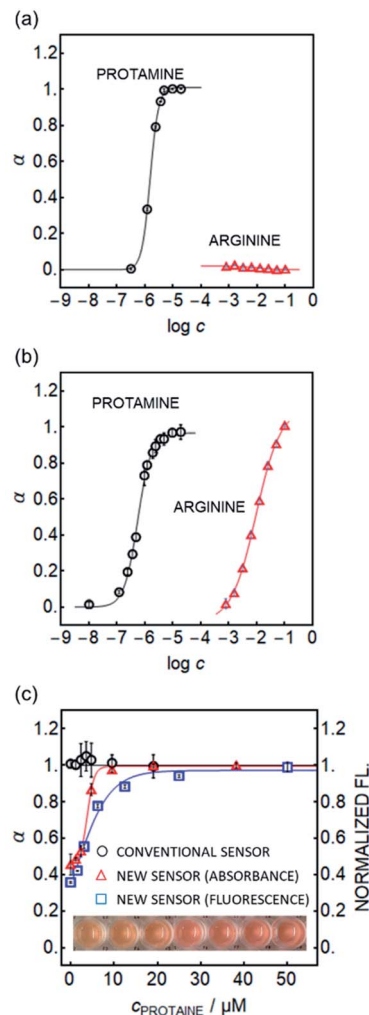 (a)
1.2
1.
0.8
0.6
0.4
0.2
0.
α
PROTAMINE
ARGININE
−9 −8 −7 −6 −5 −4 −3 −2 −1 0
log c
(b)
1.2
1.
0.8
0.6
0.4
0.2
0.
α
PROTAMINE
ARGININE
−9 −8 −7 −6 −5 −4 −3 −2 −1 0
log c
(c)
1.2
1.
0.8
0.6
0.4
0.2
0.
α
1.2
1.
0.8
0.6
0.4
0.2
0.
NORMALIZED FL.
CONVENTIONAL SENSOR
NEW SENSOR (ABSORBANCE)
NEW SENSOR (FLUORESCENCE)
0 10 20 30 40 50
cPROTAINE / μM